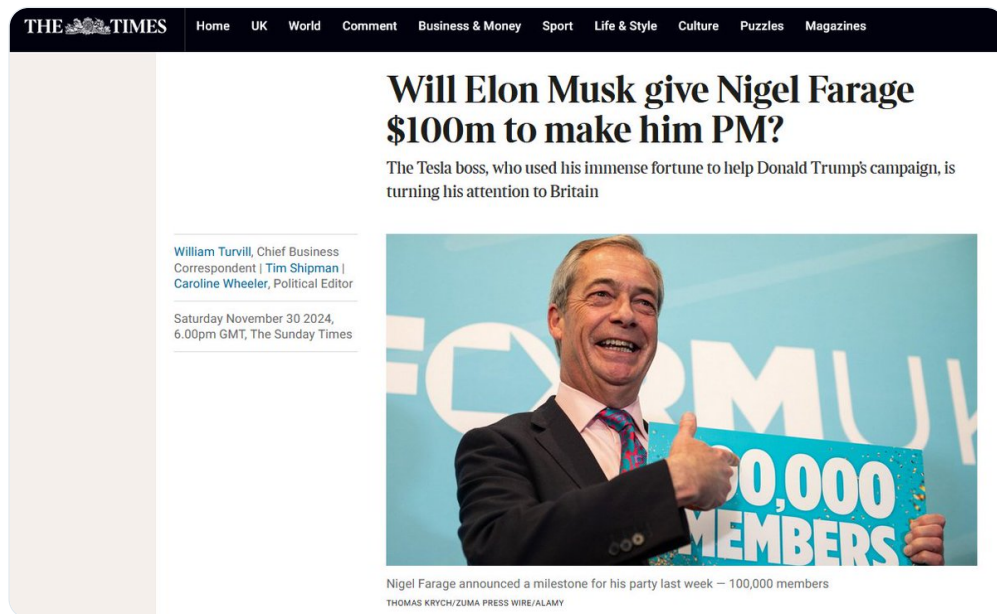 THE TIMES
Home UK World Comment Business & Money Sport Life & Style Culture Puzzles Magazines
Will Elon Musk give Nigel Farage
$100m to make him PM?
The Tesla boss, who used his immense fortune to help Donald Trump's campaign, is
turning his attention to Britain
William Turvill, Chief Business
Correspondent | Tim Shipman |
Caroline Wheeler, Political Editor
Saturday November 30 2024,
6.00pm GMT, The Sunday Times
FORM UK
00,000
MEMBERS
Nigel Farage announced a milestone for his party last week — 100,000 members
THOMAS KRYCH/ZUMA PRESS WIRE/ALAMY